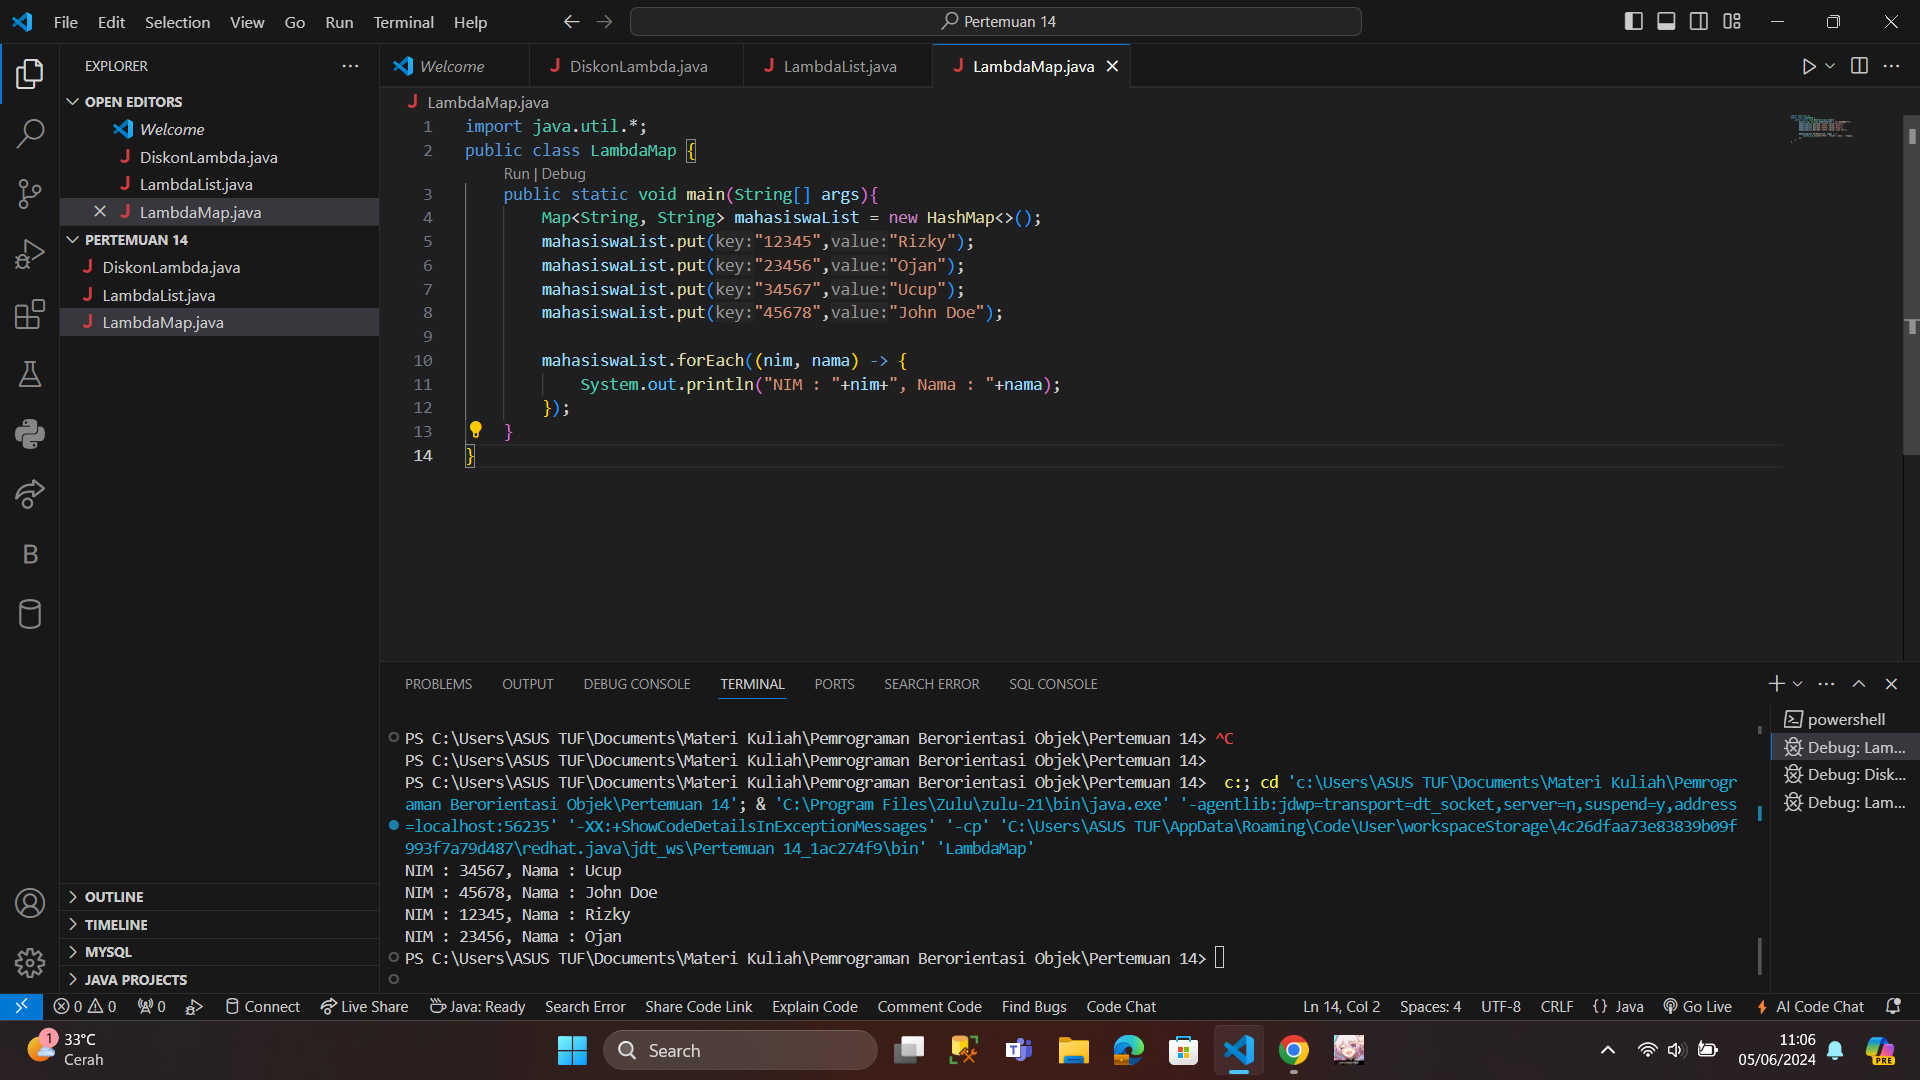 File Edit Selection View Go Run Terminal Help
Pertemuan 14
EXPLORER
OPEN EDITORS
Welcome
DiskonLambda.java
LambdaList.java
LambdaMap.java
PERTEMUAN 14
DiskonLambda.java
LambdaList.java
LambdaMap.java
OUTLINE
TIMELINE
MYSQL
JAVA PROJECTS
Welcome DiskonLambda.java LambdaList.java LambdaMap.java
LambdaMap.java
1 import java.util.*;
2 public class LambdaMap {
Run | Debug
3 public static void main(String[] args){
4 Map<String, String> mahasiswaList = new HashMap<>();
5 mahasiswaList.put(key:"12345",value:"Rizky");
6 mahasiswaList.put(key:"23456",value:"Ojan");
7 mahasiswaList.put(key:"34567",value:"Ucup");
8 mahasiswaList.put(key:"45678",value:"John Doe");
9
10 mahasiswaList.forEach((nim, nama) -> {
11 System.out.println("NIM : "+nim+", Nama : "+nama);
12 });
13 }
14 }
PROBLEMS OUTPUT DEBUG CONSOLE TERMINAL PORTS SEARCH ERROR SQL CONSOLE
PS C:\Users\ASUS TUF\Documents\Materi Kuliah\Pemrograman Berorientasi Objek\Pertemuan 14> ^C
PS C:\Users\ASUS TUF\Documents\Materi Kuliah\Pemrograman Berorientasi Objek\Pertemuan 14>
PS C:\Users\ASUS TUF\Documents\Materi Kuliah\Pemrograman Berorientasi Objek\Pertemuan 14>  c:; cd 'c:\Users\ASUS TUF\Documents\Materi Kuliah\Pemrogr
aman Berorientasi Objek\Pertemuan 14'; & 'C:\Program Files\Zulu\zulu-21\bin\java.exe' '-agentlib:jdwp=transport=dt_socket,server=n,suspend=y,address
=localhost:56235' '-XX:+ShowCodeDetailsInExceptionMessages' '-cp' 'C:\Users\ASUS TUF\AppData\Roaming\Code\User\workspaceStorage\4c26dfaa73e83839b09f
993f7a79d487\redhat.java\jdt_ws\Pertemuan 14_1ac274f9\bin' 'LambdaMap'
NIM : 34567, Nama : Ucup
NIM : 45678, Nama : John Doe
NIM : 12345, Nama : Rizky
NIM : 23456, Nama : Ojan
PS C:\Users\ASUS TUF\Documents\Materi Kuliah\Pemrograman Berorientasi Objek\Pertemuan 14>
powershell
Debug: Lam...
Debug: Disk...
Debug: Lam...
0 0 0 Connect Live Share Java: Ready Search Error Share Code Link Explain Code Comment Code Find Bugs Code Chat Ln 14, Col 2 Spaces: 4 UTF-8 CRLF {} Java Go Live AI Code Chat
1
33°C
Cerah
Search
11:06
05/06/2024
PRE